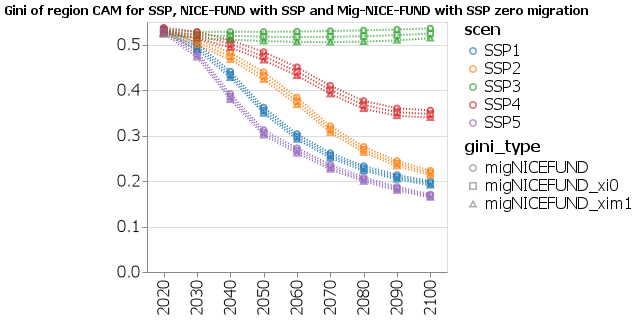 Gini of region CAM for SSP, NICE-FUND with SSP and Mig-NICE-FUND with SSP zero migration
scen
SSP1
SSP2
SSP3
SSP4
SSP5
gini_type
migNICEFUND
migNICEFUND_xi0
migNICEFUND_xim1
0.5
0.4
0.3
0.2
0.1
0.0
2020
2030
2040
2050
2060
2070
2080
2090
2100